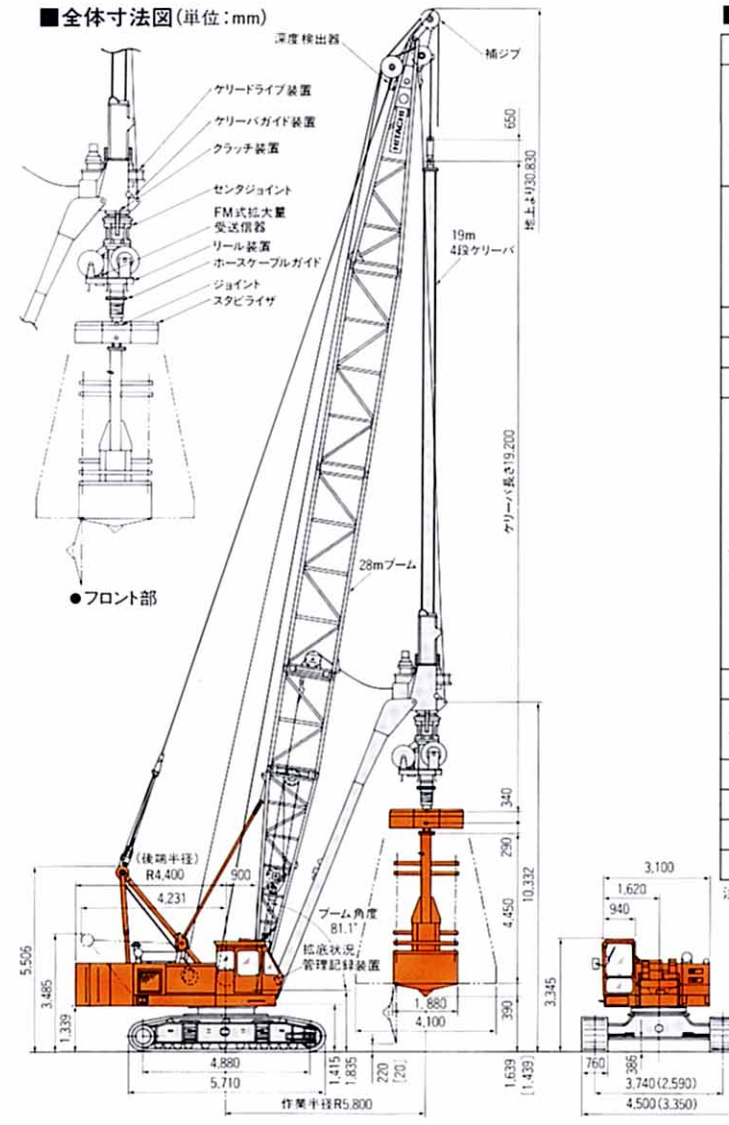 ■全体寸法図(単位:mm)
深度検出器
補ジブ
ケリードライブ装置
ケリーバガイド装置
クラッチ装置
センタジョイント
FM式拡大量
受送信器
リール装置
ホースケーブルガイド
ジョイント
スタビライザ
●フロント部
HITACHI
650
地上より30,830
19m
4段ケリーバ
ケリーバ長さ19,200
28mブーム
340
290
4,450
10,332
390
(後端半径)
R4,400
900
4,231
ブーム角度
81.1°
拡底状況
管理記録装置
5,506
3,485
1,339
1,880
4,100
4,880
5,710
1,415
1,835
220
[20]
1,639
[1,439]
作業半径R5,800
3,100
1,620
940
3,345
760
386
3,740(2,590)
4,500(3,350)